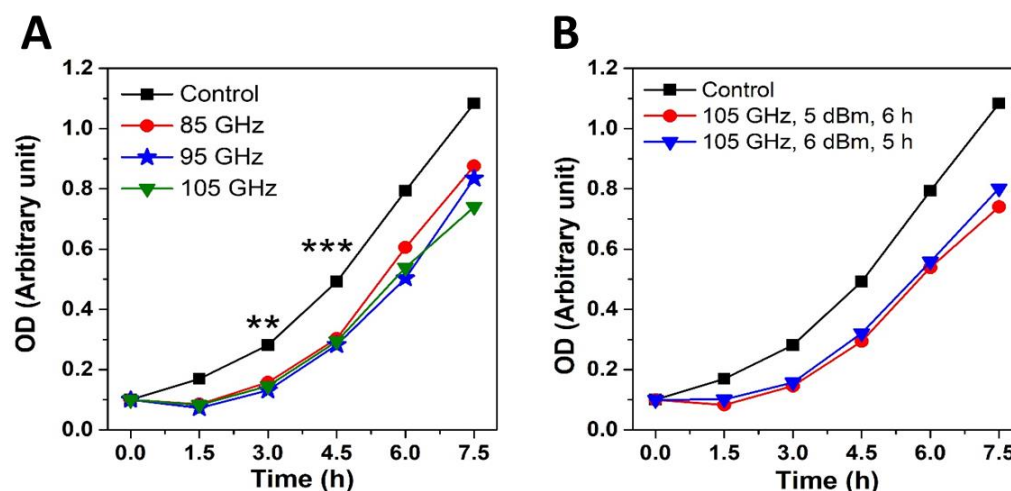 A
B
OD (Arbitrary unit)
1.2
1.0
0.8
0.6
0.4
0.2
0.0
Control
85 GHz
95 GHz
105 GHz
***
**
0.0 1.5 3.0 4.5 6.0 7.5
Time (h)
OD (Arbitrary unit)
1.2
1.0
0.8
0.6
0.4
0.2
0.0
Control
105 GHz, 5 dBm, 6 h
105 GHz, 6 dBm, 5 h
0.0 1.5 3.0 4.5 6.0 7.5
Time (h)